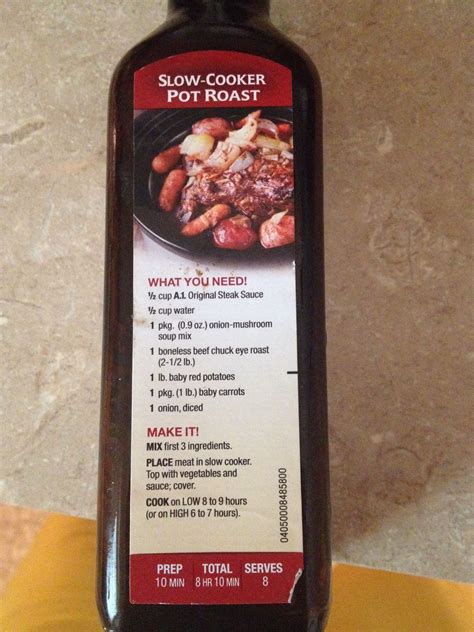 SLOW-COOKER
POT ROAST
WHAT YOU NEED!
½ cup A.1. Original Steak Sauce
½ cup water
1 pkg. (0.9 oz.) onion-mushroom
soup mix
1 boneless beef chuck eye roast
(2-1/2 lb.)
1 lb. baby red potatoes
1 pkg. (1 lb.) baby carrots
1 onion, diced
MAKE IT!
MIX first 3 ingredients.
PLACE meat in slow cooker.
Top with vegetables and
sauce; cover.
COOK on LOW 8 to 9 hours
(or on HIGH 6 to 7 hours).
04050008485800
PREP TOTAL SERVES
10 MIN 8 HR 10 MIN 8